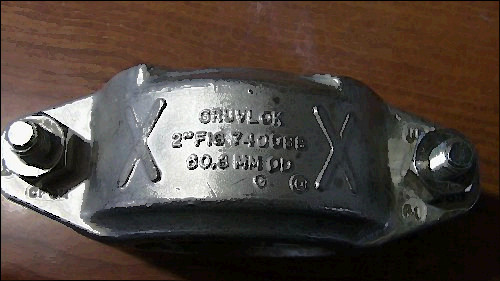 GRUVLOK
2" FIG 7400SS
60.3 MM OD